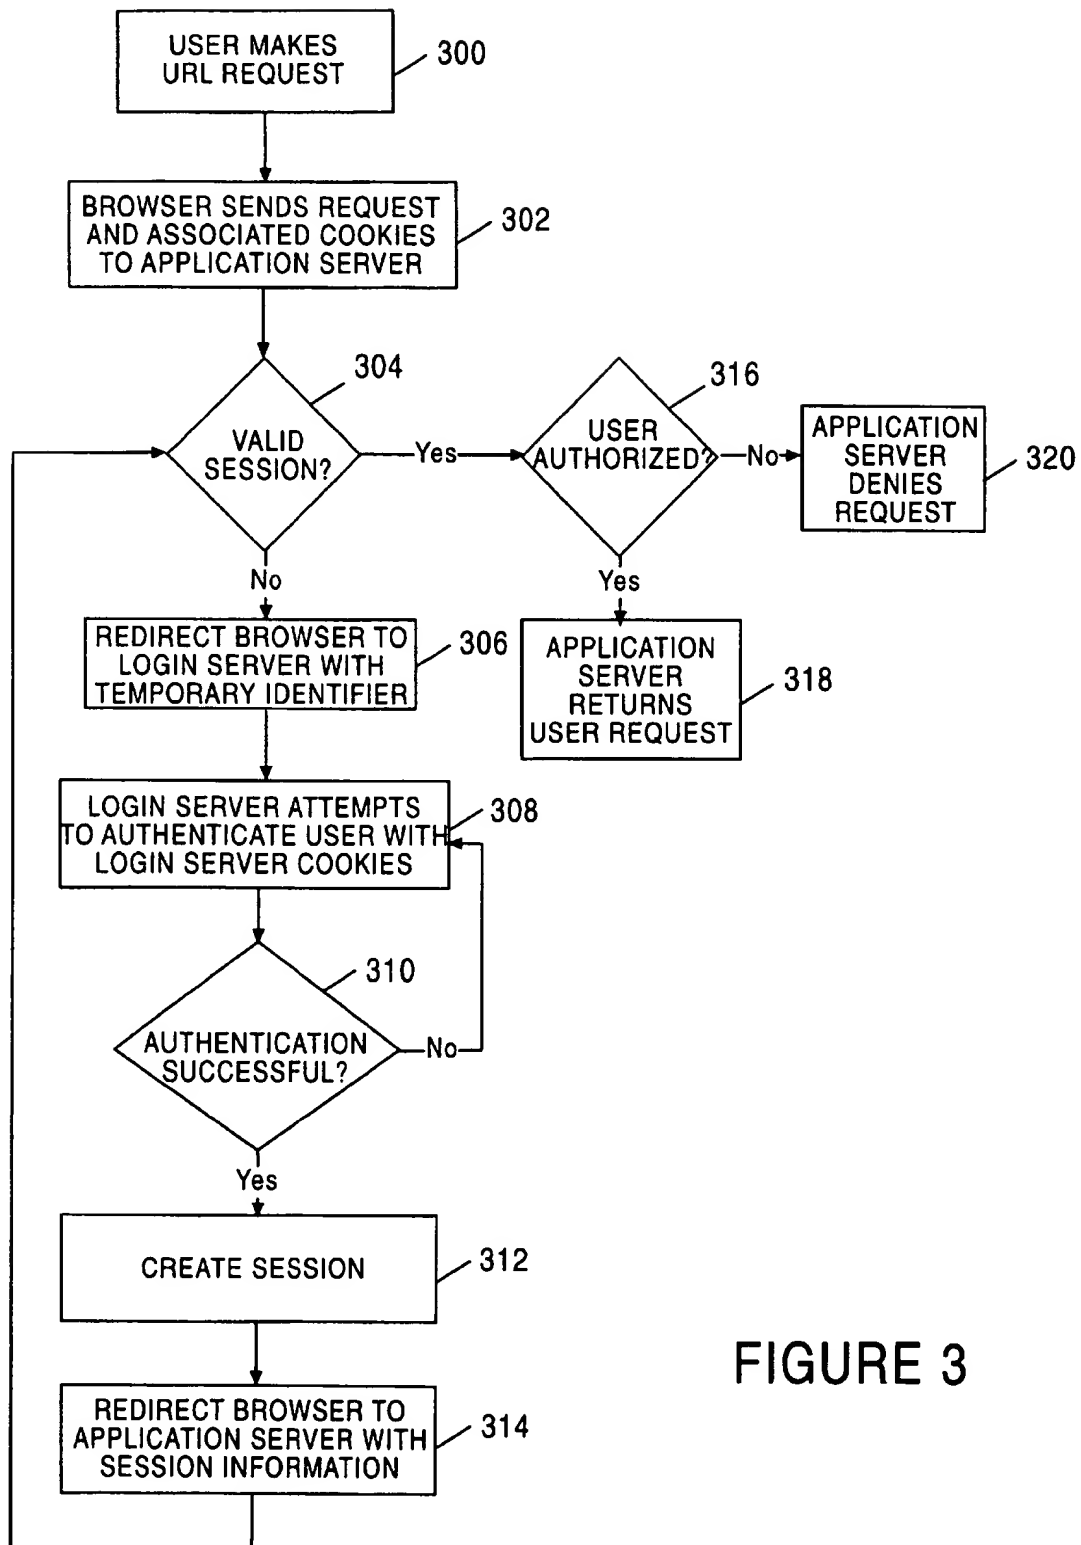 USER MAKES
URL REQUEST
300
BROWSER SENDS REQUEST
AND ASSOCIATED COOKIES
TO APPLICATION SERVER
302
304
VALID
SESSION?
Yes
316
USER
AUTHORIZED?
No
APPLICATION
SERVER
DENIES
REQUEST
320
No
Yes
REDIRECT BROWSER TO
LOGIN SERVER WITH
TEMPORARY IDENTIFIER
306
APPLICATION
SERVER
RETURNS
USER REQUEST
318
LOGIN SERVER ATTEMPTS
TO AUTHENTICATE USER WITH
LOGIN SERVER COOKIES
308
310
AUTHENTICATION
SUCCESSFUL?
No
Yes
CREATE SESSION
312
FIGURE 3
REDIRECT BROWSER TO
APPLICATION SERVER WITH
SESSION INFORMATION
314